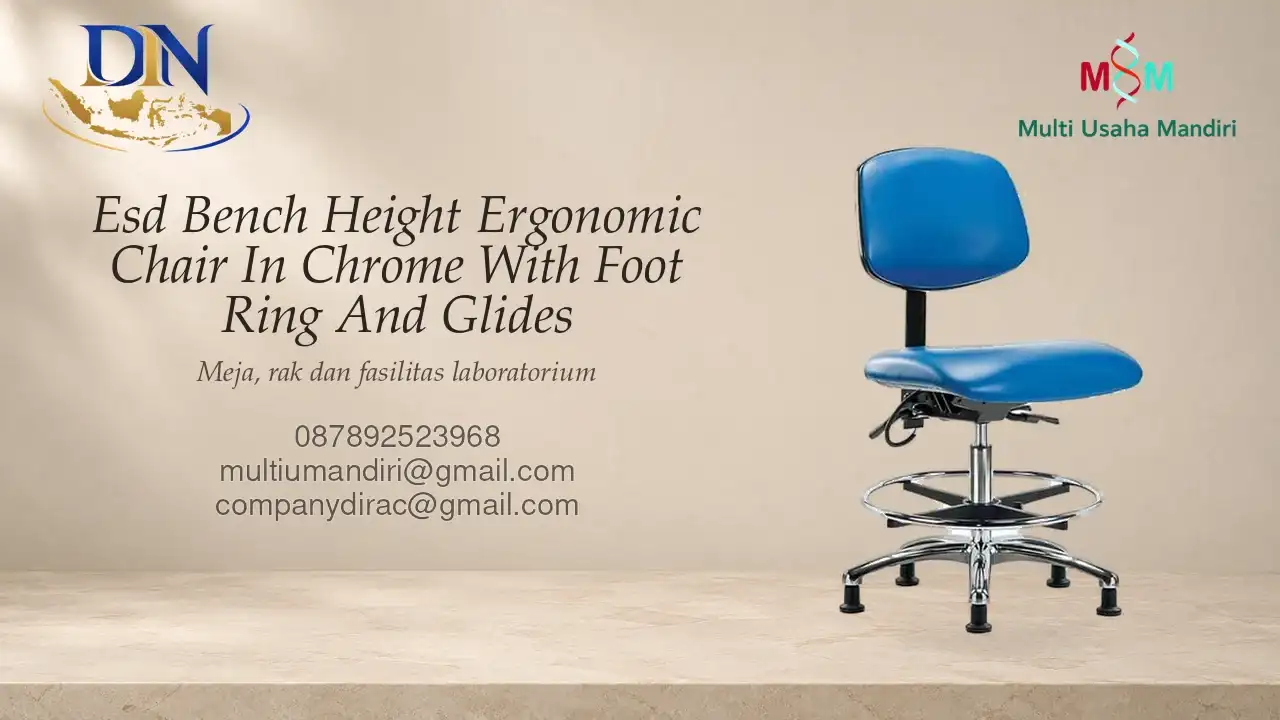 DIN
MSM
Multi Usaha Mandiri
Esd Bench Height Ergonomic
Chair In Chrome With Foot
Ring And Glides
Meja, rak dan fasilitas laboratorium
087892523968
multiumandiri@gmail.com
companydirac@gmail.com